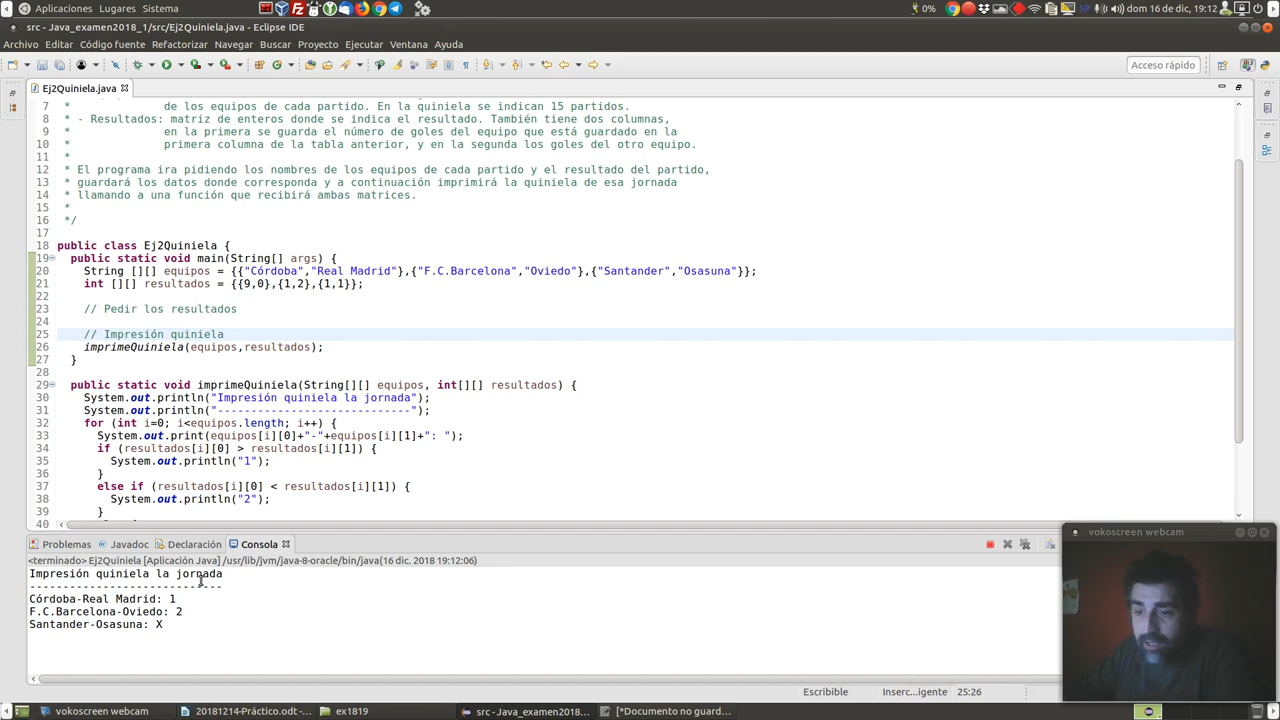 Aplicaciones Lugares Sistema
0% dom 16 de dic, 19:12
src - Java_examen2018_1/src/Ej2Quiniela.java - Eclipse IDE
Archivo Editar Código fuente Refactorizar Navegar Buscar Proyecto Ejecutar Ventana Ayuda
Acceso rápido
Ej2Quiniela.java
7 * de los equipos de cada partido. En la quiniela se indican 15 partidos.
8 * - Resultados: matriz de enteros donde se indica el resultado. También tiene dos columnas,
9 * en la primera se guarda el número de goles del equipo que está guardado en la
10 * primera columna de la tabla anterior, y en la segunda los goles del otro equipo.
11 *
12 * El programa ira pidiendo los nombres de los equipos de cada partido y el resultado del partido,
13 * guardará los datos donde corresponda y a continuación imprimirá la quiniela de esa jornada
14 * llamando a una función que recibirá ambas matrices.
15 *
16 */
17
18 public class Ej2Quiniela {
19 public static void main(String[] args) {
20 String [][] equipos = {{"Córdoba","Real Madrid"},{"F.C.Barcelona","Oviedo"},{"Santander","Osasuna"}};
21 int [][] resultados = {{9,0},{1,2},{1,1}};
22
23 // Pedir los resultados
24
25 // Impresión quiniela
26 imprimeQuiniela(equipos,resultados);
27 }
28
29 public static void imprimeQuiniela(String[][] equipos, int[][] resultados) {
30 System.out.println("Impresión quiniela la jornada");
31 System.out.println("-----------------------------");
32 for (int i=0; i<equipos.length; i++) {
33 System.out.print(equipos[i][0]+"-"+equipos[i][1]+": ");
34 if (resultados[i][0] > resultados[i][1]) {
35 System.out.println("1");
36 }
37 else if (resultados[i][0] < resultados[i][1]) {
38 System.out.println("2");
39 }
40
Problems Javadoc Declaración Consola
<terminado> Ej2Quiniela [Aplicación Java] /usr/lib/jvm/java-8-oracle/bin/java(16 dic. 2018 19:12:06)
Impresión quiniela la jornada
-----------------------------
Córdoba-Real Madrid: 1
F.C.Barcelona-Oviedo: 2
Santander-Osasuna: X
vokoscreen webcam
Escribible Inserc...igente 25:26
vokoscreen webcam 20181214-Práctico.odt -... ex1819 src - Java_examen2018... [*Documento no guard...